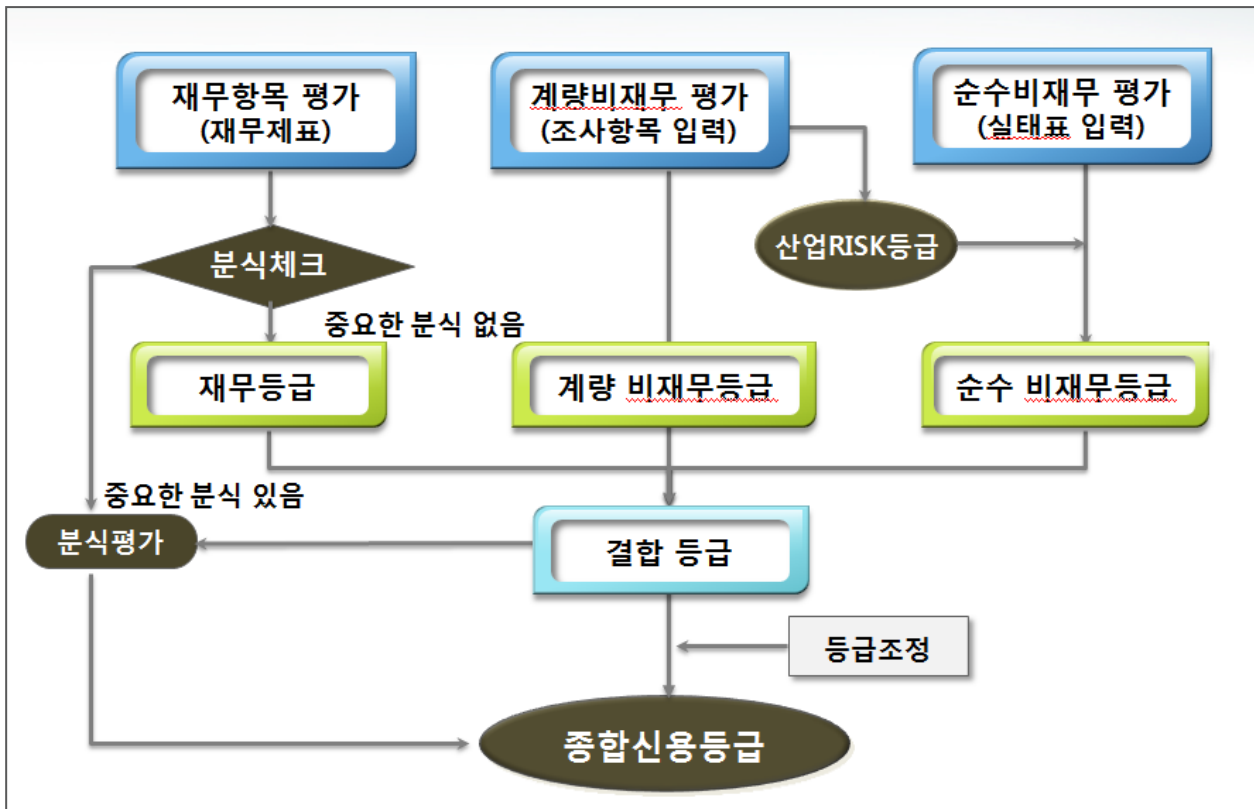 재무항목 평가
(재무제표)
계량비재무 평가
(조사항목 입력)
순수비재무 평가
(실태표 입력)
산업RISK등급
분식체크
중요한 분식 없음
재무등급
계량 비재무등급
순수 비재무등급
중요한 분식 있음
분식평가
결합 등급
등급조정
종합신용등급